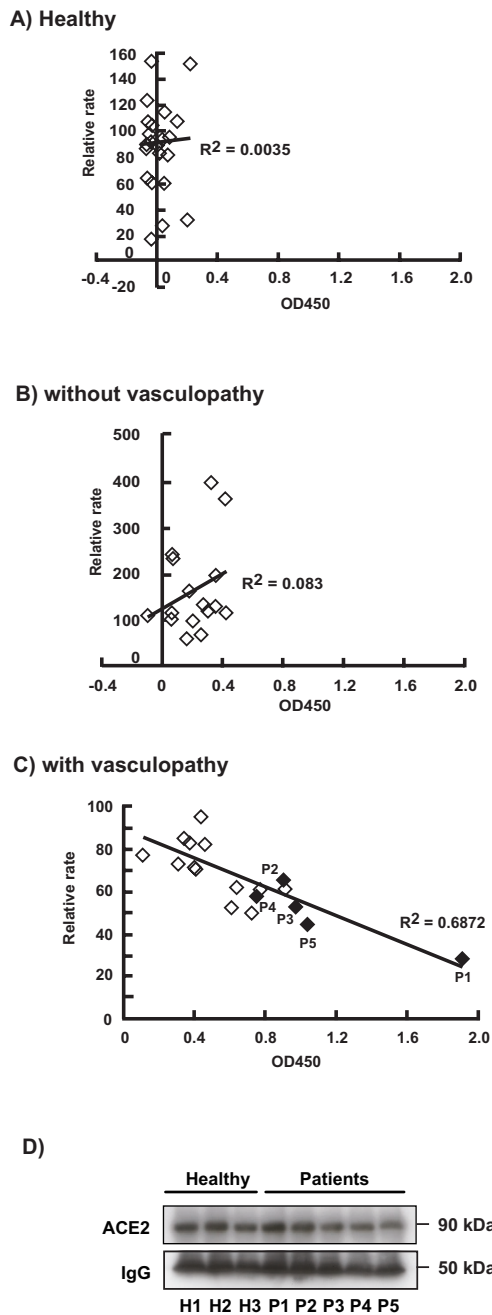 A) Healthy
160
140
120
100
80
60
40
20
0
-20
Relative rate
R2 = 0.0035
-0.4
0
0.4
0.8
1.2
1.6
2.0
OD450
B) without vasculopathy
500
400
300
200
100
0
Relative rate
R2 = 0.083
-0.4
0
0.4
0.8
1.2
1.6
2.0
OD450
C) with vasculopathy
100
80
60
40
20
0
Relative rate
P2
P4
P3
P5
R2 = 0.6872
P1
0
0.4
0.8
1.2
1.6
2.0
OD450
D)
Healthy Patients
ACE2 90 kDa
IgG 50 kDa
H1 H2 H3 P1 P2 P3 P4 P5